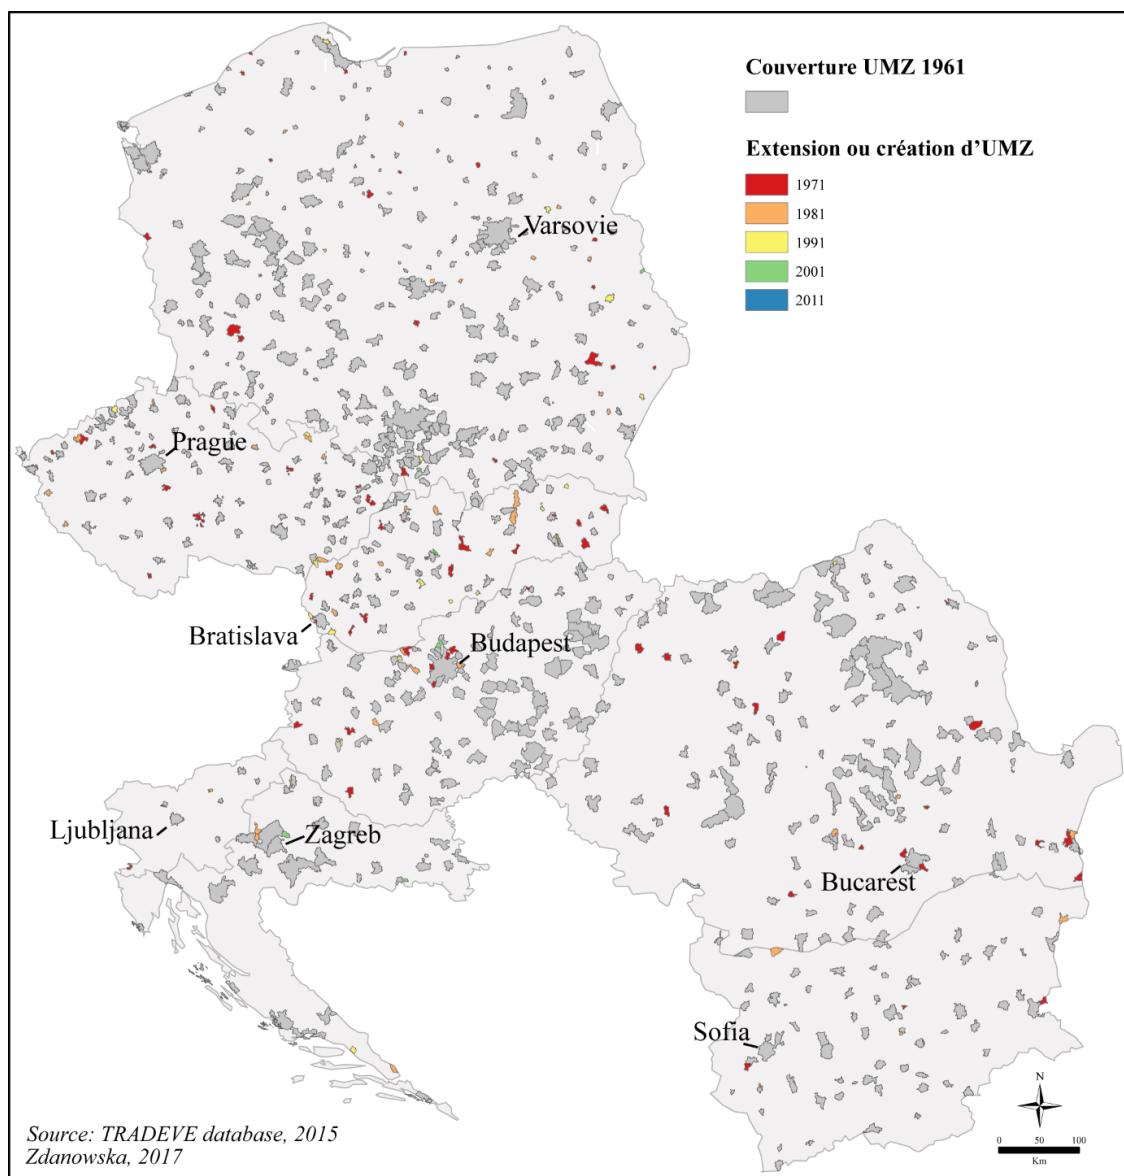 Couverture UMZ 1961
Extension ou création d'UMZ
1971
1981
1991
2001
2011
Varsovie
Prague
Bratislava
Budapest
Ljubljana
Zagreb
Bucarest
Sofia
N
0 50 100
Km
Source: TRADEVE database, 2015
Zdanowska, 2017